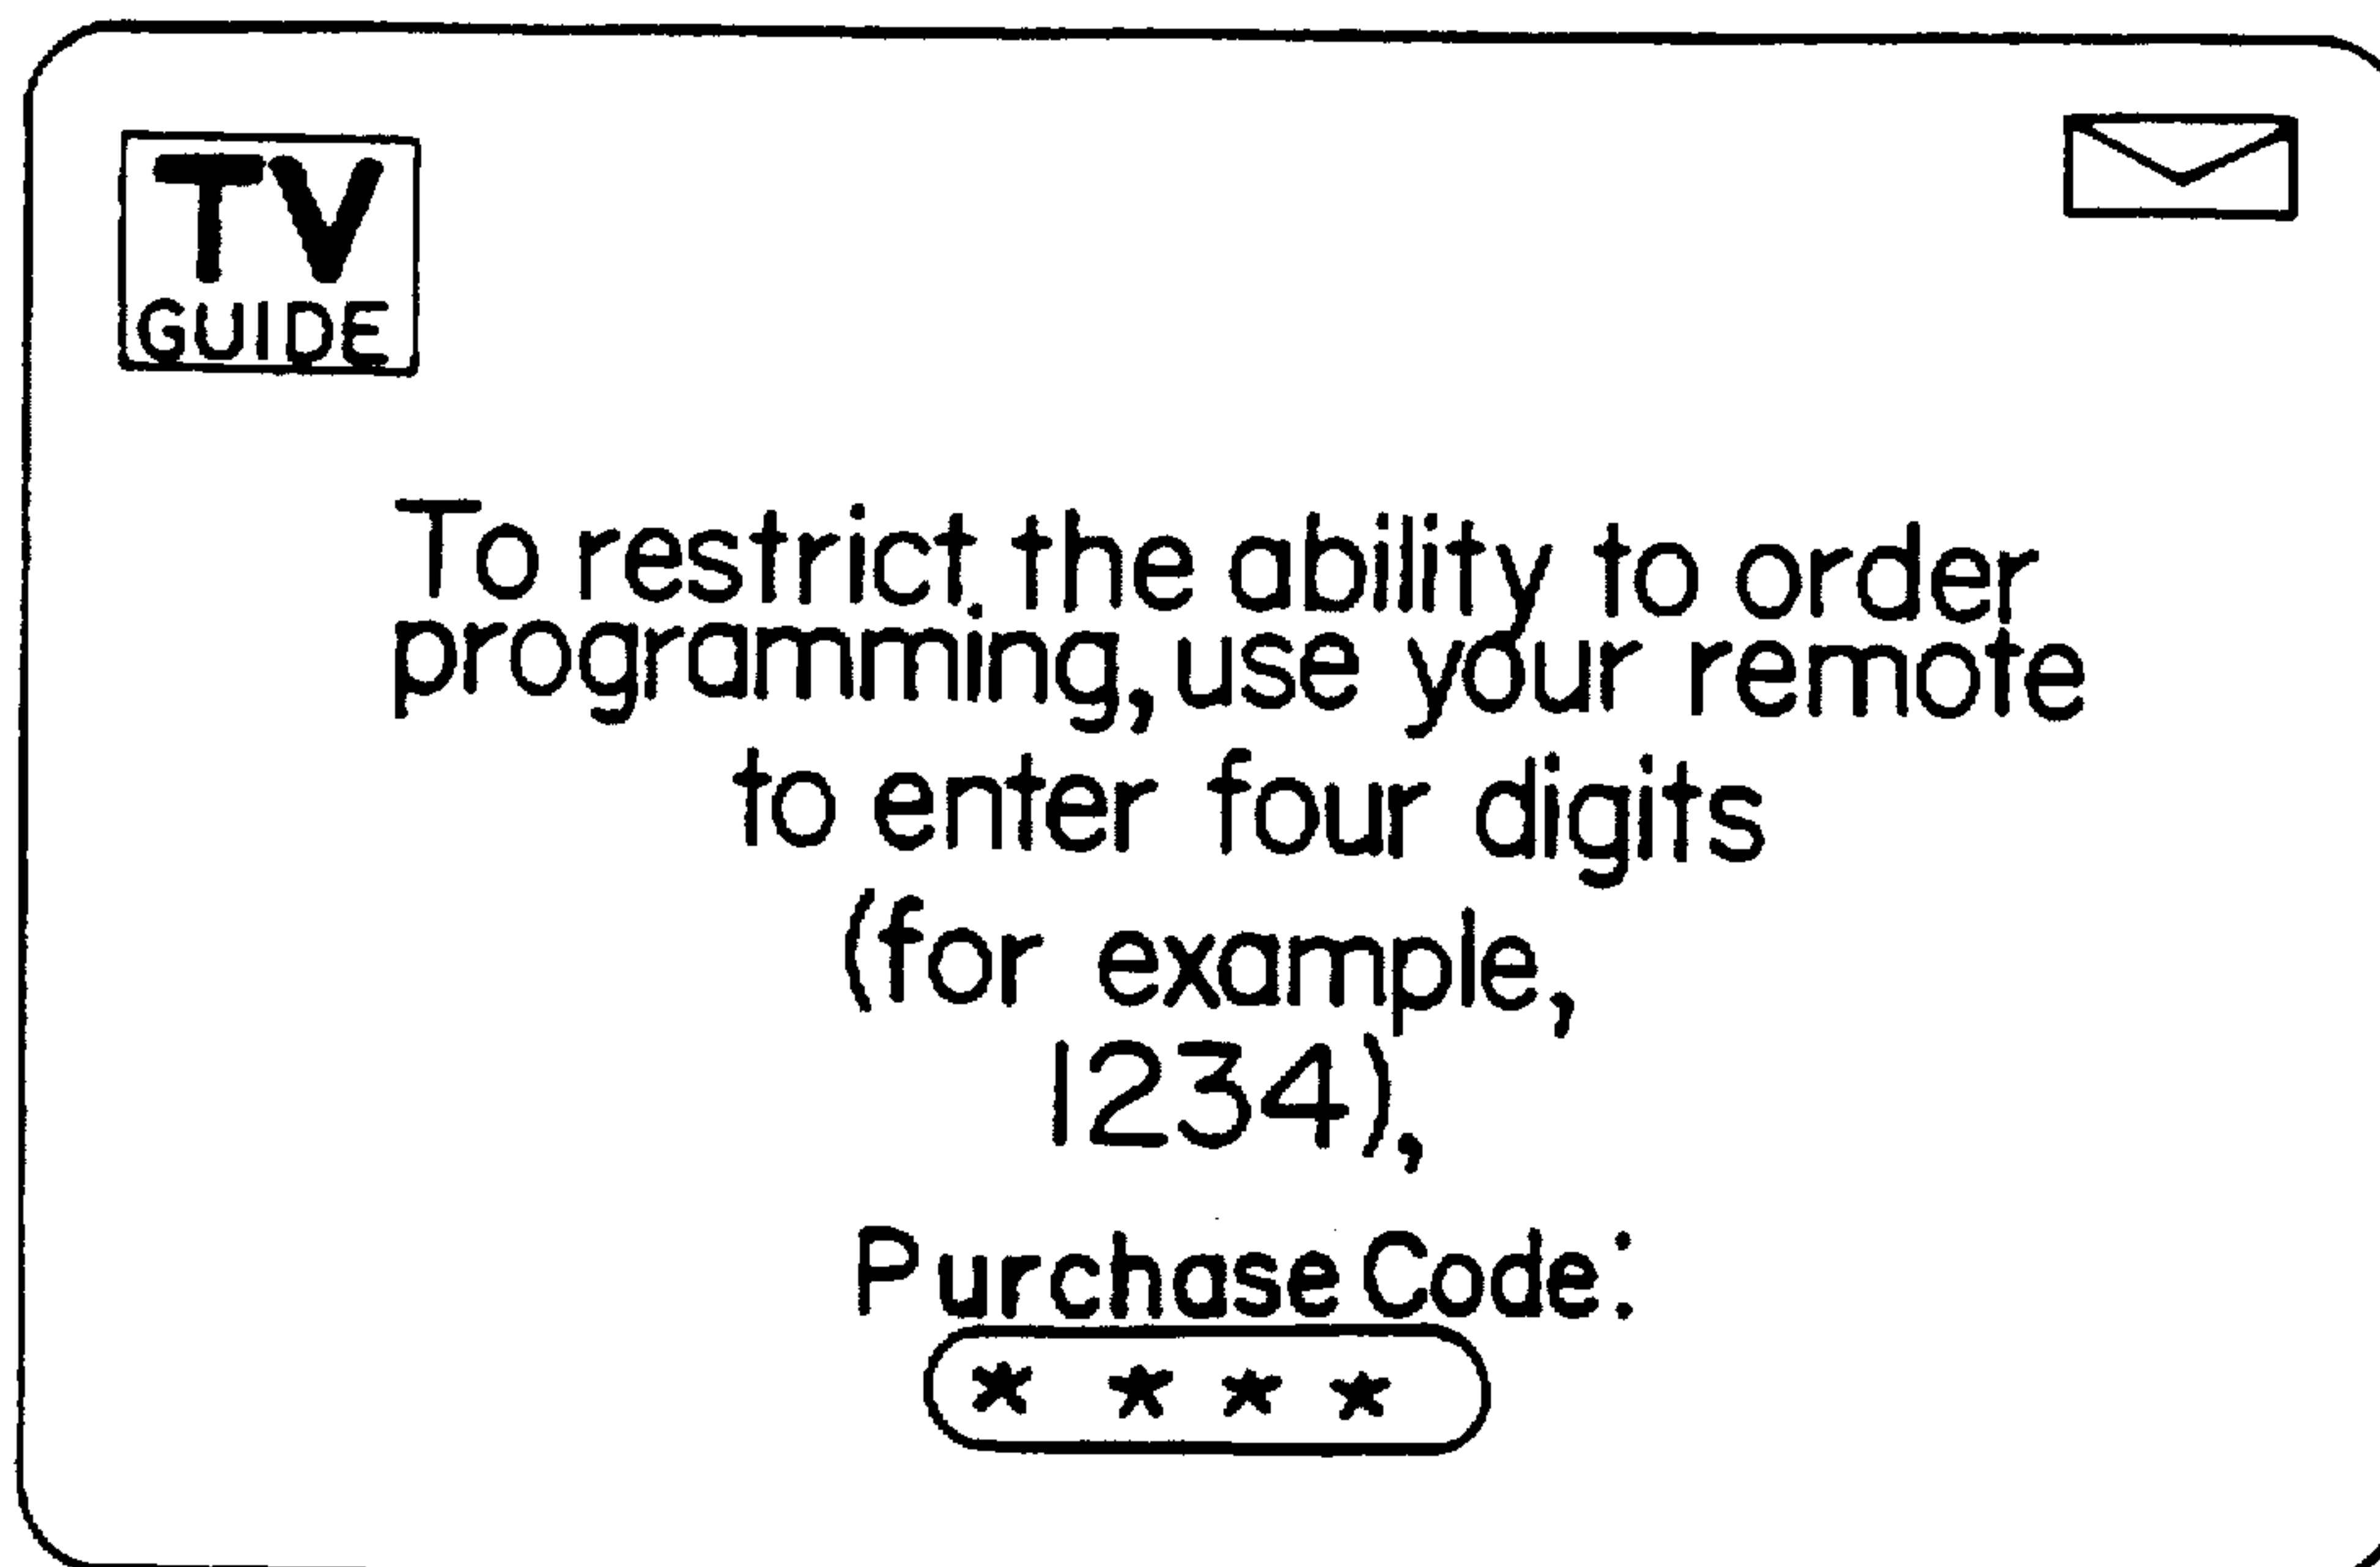 TV
GUIDE
To restrict the ability to order
programming, use your remote
to enter four digits
(for example,
1234),
Purchase Code:
* * * *